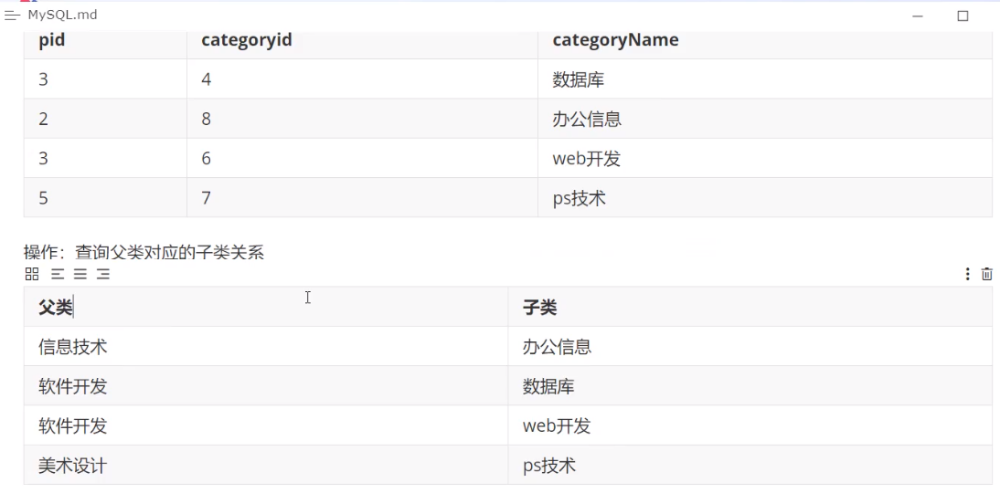 MySQL.md
pid categoryid categoryName
3 4 数据库
2 8 办公信息
3 6 web开发
5 7 ps技术
操作：查询父类对应的子类关系
父类 子类
信息技术 办公信息
软件开发 数据库
软件开发 web开发
美术设计 ps技术